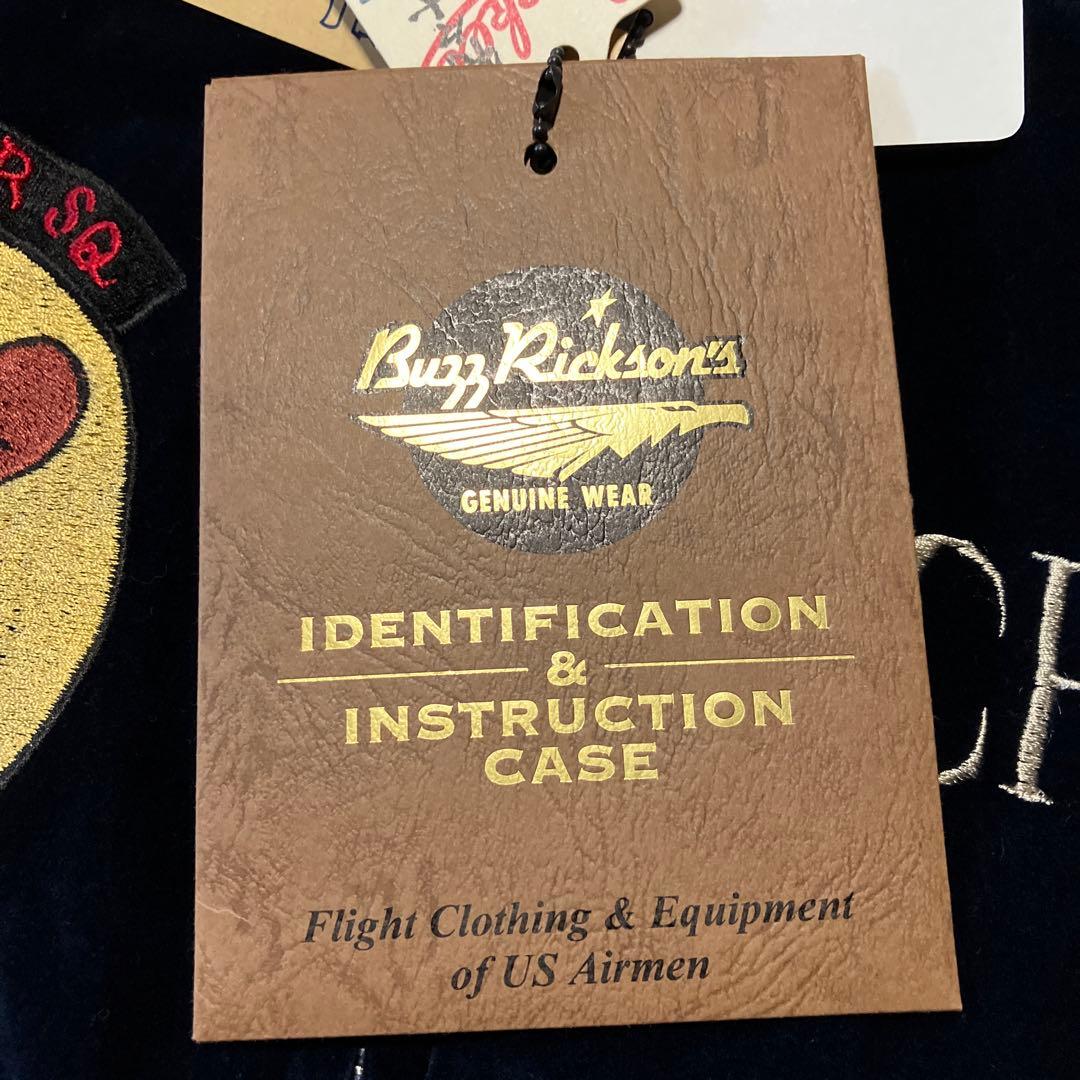 R SQ
Buzz Rickson's
GENUINE WEAR
IDENTIFICATION
&
INSTRUCTION
CASE
Flight Clothing & Equipment
of US Airmen